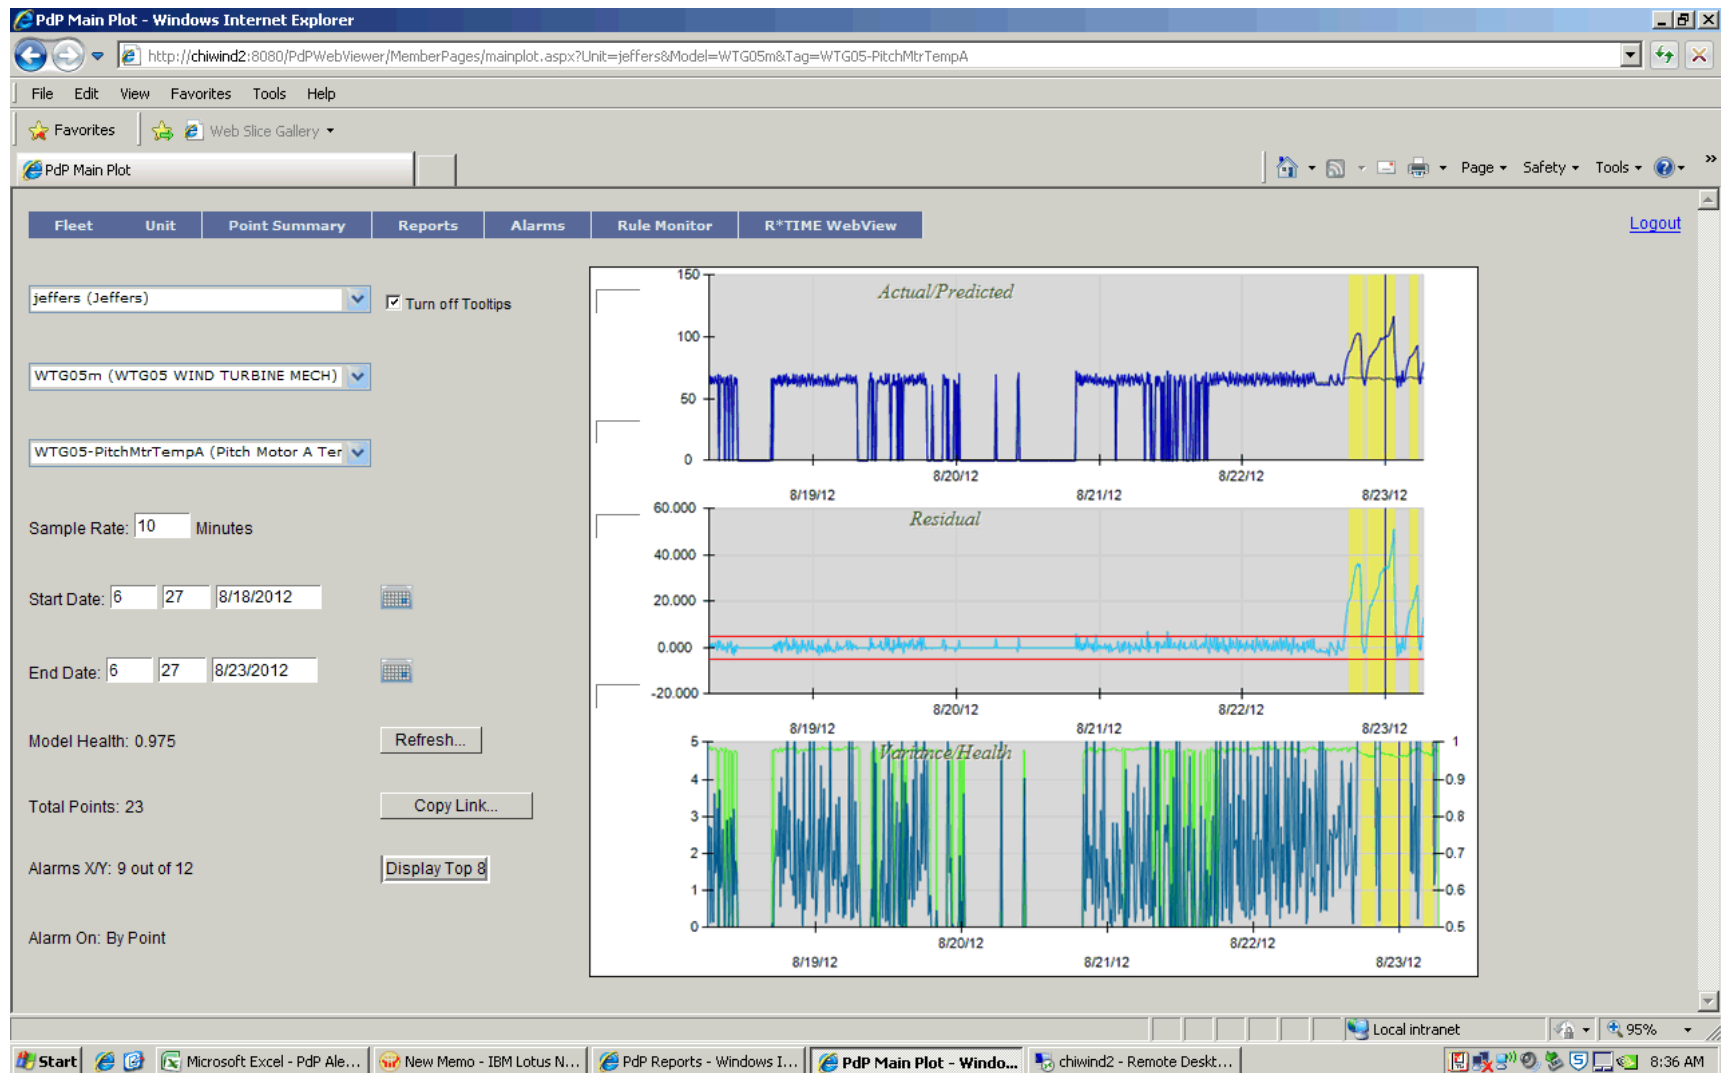 PdP Main Plot - Windows Internet Explorer
http://chiwind2:8080/PdPWebViewer/MemberPages/mainplot.aspx?Unit=jeffers&Model=WTG05m&Tag=WTG05-PitchMtrTempA
File Edit View Favorites Tools Help
Favorites Web Slice Gallery
PdP Main Plot Page Safety Tools
Fleet Unit Point Summary Reports Alarms Rule Monitor R*TIME WebView Logout
jeffers (Jeffers) Turn off Tooltips
WTG05m (WTG05 WIND TURBINE MECH)
WTG05-PitchMtrTempA (Pitch Motor A Ter
Sample Rate: 10 Minutes
Start Date: 6 27 8/18/2012
End Date: 6 27 8/23/2012
Model Health: 0.975 Refresh...
Total Points: 23 Copy Link...
Alarms X/Y: 9 out of 12 Display Top 8
Alarm On: By Point
Actual/Predicted
150
100
50
0
8/20/12 8/22/12
8/19/12 8/21/12 8/23/12
Residual
60.000
40.000
20.000
0.000
-20.000
8/20/12 8/22/12
8/19/12 8/21/12 8/23/12
Variance/Health
5 1
4 0.9
3 0.8
2 0.7
1 0.6
0 0.5
8/20/12 8/22/12
8/19/12 8/21/12 8/23/12
Local intranet 95%
Start Microsoft Excel - PdP Ale... New Memo - IBM Lotus N... PdP Reports - Windows I... PdP Main Plot - Windo... chiwind2 - Remote Deskt... 8:36 AM